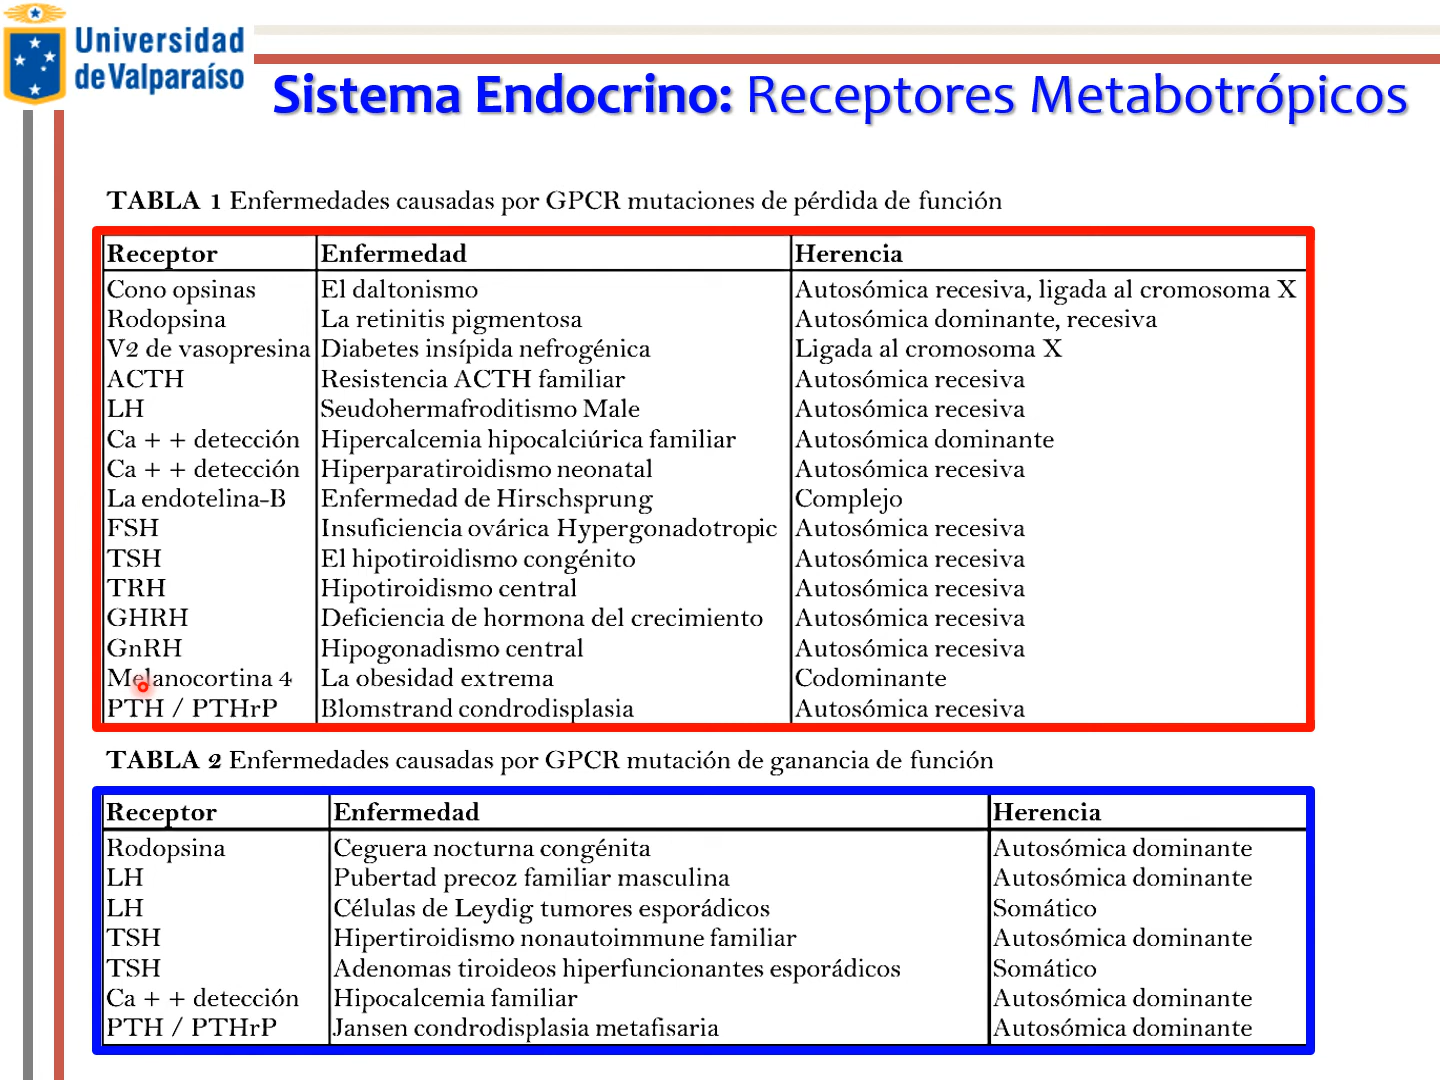 Universidad
de Valparaíso
Sistema Endocrino: Receptores Metabotrópicos
TABLA 1 Enfermedades causadas por GPCR mutaciones de pérdida de función
Receptor Enfermedad Herencia
Cono opsinas El daltonismo Autosómica recesiva, ligada al cromosoma X
Rodopsina La retinitis pigmentosa Autosómica dominante, recesiva
V2 de vasopresina Diabetes insípida nefrogénica Ligada al cromosoma X
ACTH Resistencia ACTH familiar Autosómica recesiva
LH Seudohermafroditismo Male Autosómica recesiva
Ca + + detección Hipercalcemia hipocalciúrica familiar Autosómica dominante
Ca + + detección Hiperparatiroidismo neonatal Autosómica recesiva
La endotelina-B Enfermedad de Hirschsprung Complejo
FSH Insuficiencia ovárica Hypergonadotropic Autosómica recesiva
TSH El hipotiroidismo congénito Autosómica recesiva
TRH Hipotiroidismo central Autosómica recesiva
GHRH Deficiencia de hormona del crecimiento Autosómica recesiva
GnRH Hipogonadismo central Autosómica recesiva
Melanocortina 4 La obesidad extrema Codominante
PTH / PTHrP Blomstrand condrodisplasia Autosómica recesiva
TABLA 2 Enfermedades causadas por GPCR mutación de ganancia de función
Receptor Enfermedad Herencia
Rodopsina Ceguera nocturna congénita Autosómica dominante
LH Pubertad precoz familiar masculina Autosómica dominante
LH Células de Leydig tumores esporádicos Somático
TSH Hipertiroidismo nonautoimmune familiar Autosómica dominante
TSH Adenomas tiroideos hiperfuncionantes esporádicos Somático
Ca + + detección Hipocalcemia familiar Autosómica dominante
PTH / PTHrP Jansen condrodisplasia metafisaria Autosómica dominante